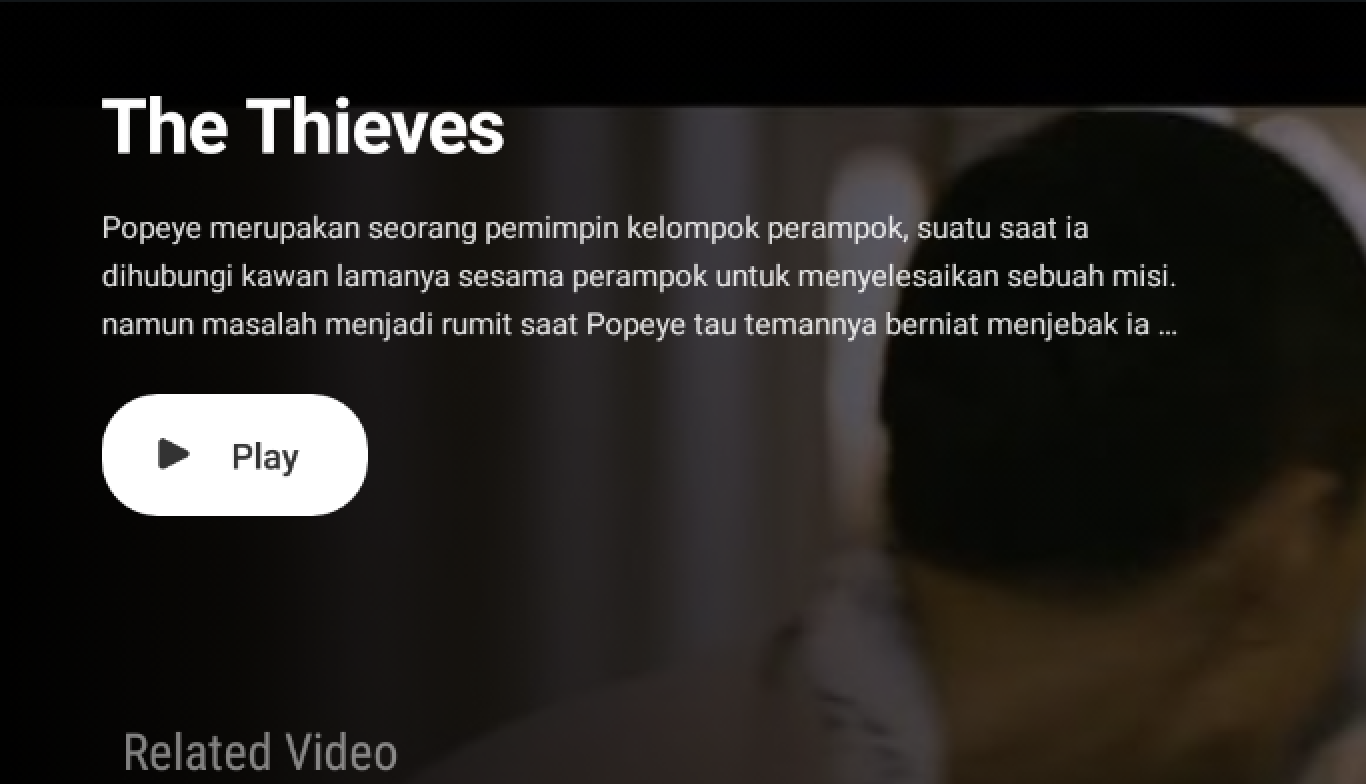 The Thieves
Popeye merupakan seorang pemimpin kelompok perampok, suatu saat ia
dihubungi kawan lamanya sesama perampok untuk menyelesaikan sebuah misi.
namun masalah menjadi rumit saat Popeye tau temannya berniat menjebak ia ...
Play
Related Video